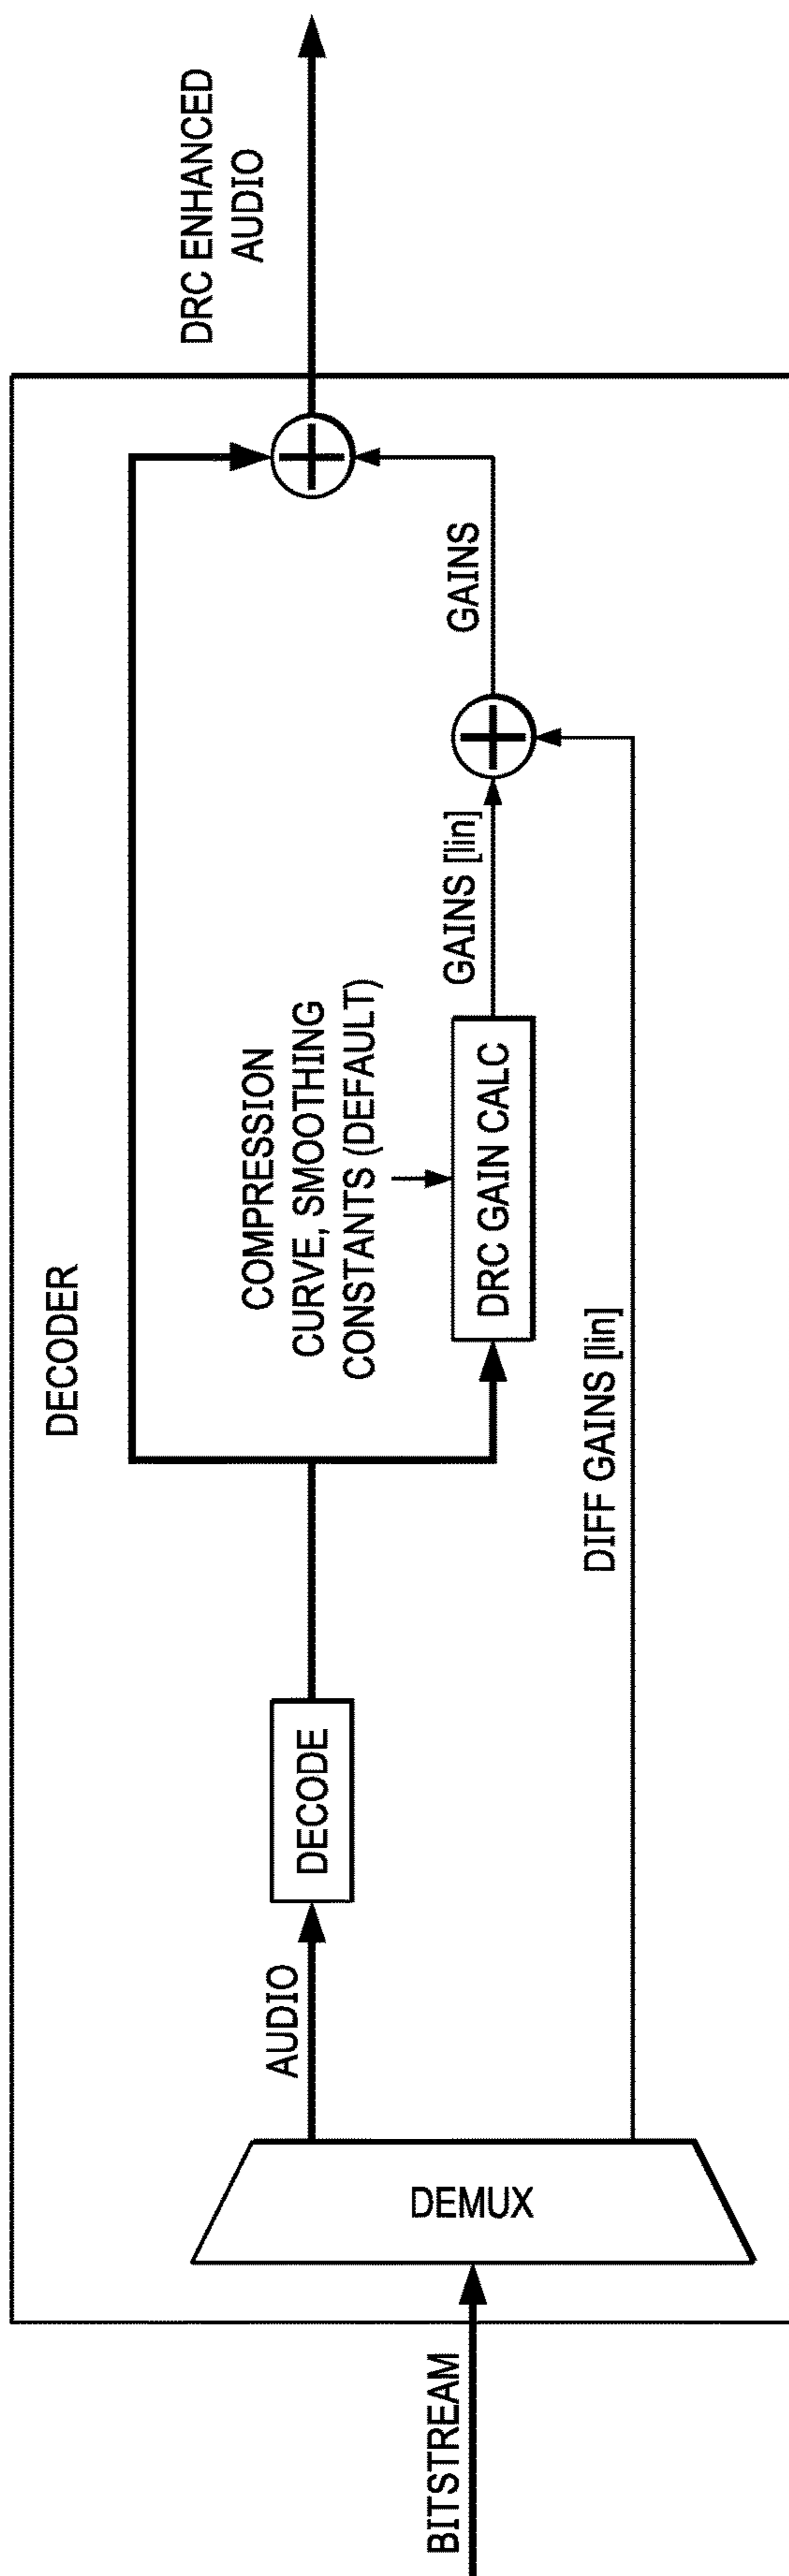 DECODER
BITSTREAM
DEMUX
AUDIO
DECODE
COMPRESSION
CURVE, SMOOTHING
CONSTANTS (DEFAULT)
DRC GAIN CALC
GAINS [lin]
DIFF GAINS [lin]
GAINS
DRC ENHANCED
AUDIO